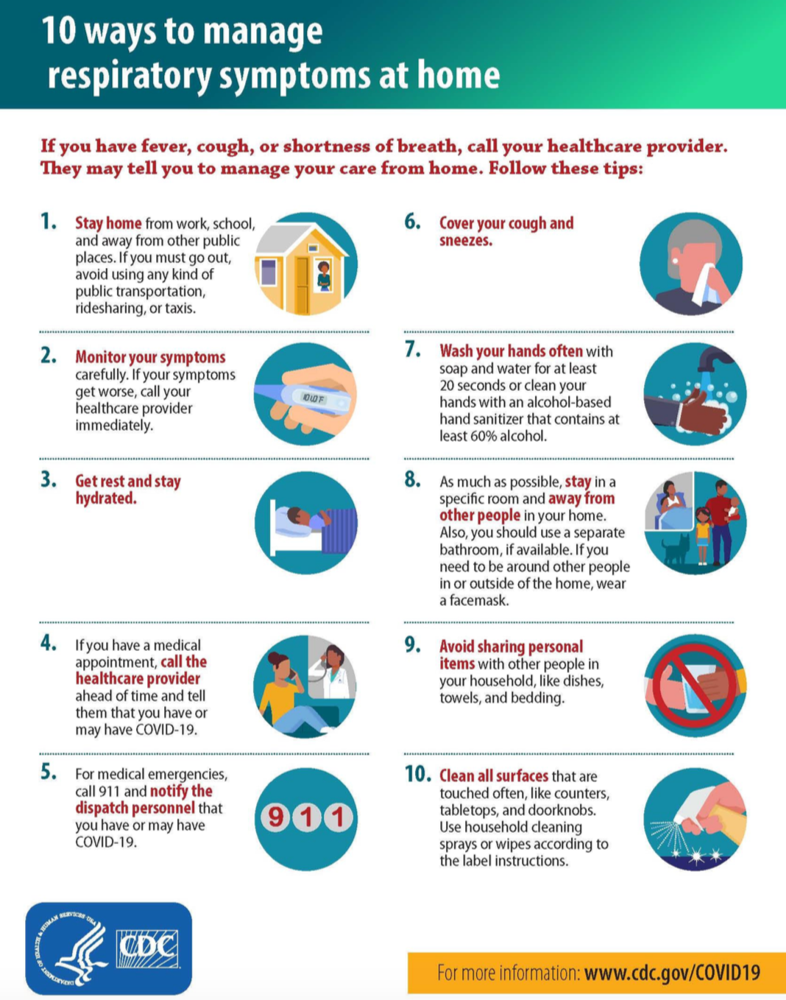 10 ways to manage
respiratory symptoms at home
If you have fever, cough, or shortness of breath, call your healthcare provider.
They may tell you to manage your care from home. Follow these tips:
1. Stay home from work, school,
and away from other public
places. If you must go out,
avoid using any kind of
public transportation,
ridesharing, or taxis.
2. Monitor your symptoms
carefully. If your symptoms
get worse, call your
healthcare provider
immediately.
3. Get rest and stay
hydrated.
4. If you have a medical
appointment, call the
healthcare provider
ahead of time and tell
them that you have or
may have COVID-19.
5. For medical emergencies,
call 911 and notify the
dispatch personnel that
you have or may have
COVID-19.
911
6. Cover your cough and
sneezes.
7. Wash your hands often with
soap and water for at least
20 seconds or clean your
hands with an alcohol-based
hand sanitizer that contains at
least 60% alcohol.
8. As much as possible, stay in a
specific room and away from
other people in your home.
Also, you should use a separate
bathroom, if available. If you
need to be around other people
in or outside of the home, wear
a facemask.
9. Avoid sharing personal
items with other people in
your household, like dishes,
towels, and bedding.
10. Clean all surfaces that are
touched often, like counters,
tabletops, and doorknobs.
Use household cleaning
sprays or wipes according to
the label instructions.
DEPARTMENT OF HEALTH & HUMAN SERVICES·USA
CDC
For more information: www.cdc.gov/COVID19